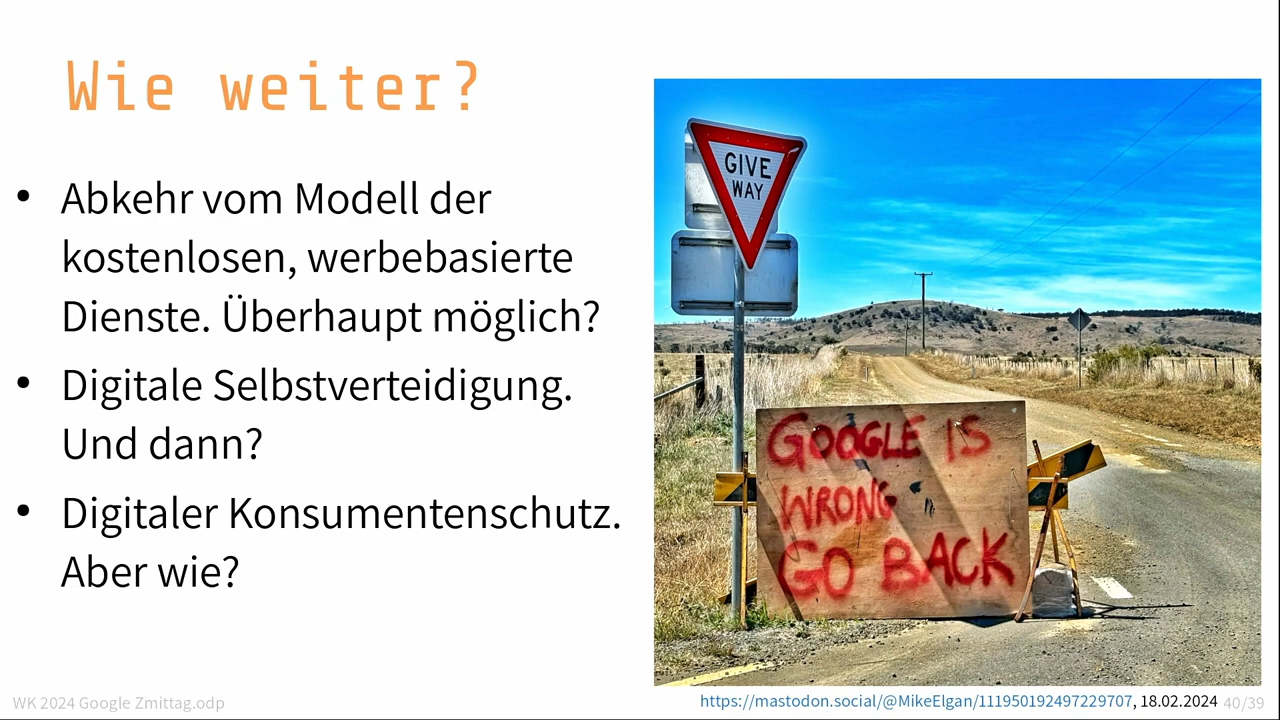 Wie weiter?
• Abkehr vom Modell der
kostenlosen, werbebasierte
Dienste. Überhaupt möglich?
• Digitale Selbstverteidigung.
Und dann?
• Digitaler Konsumentenschutz.
Aber wie?
GIVE
WAY
GOOGLE IS
WRONG
GO BACK
WK 2024 Google Zmittag.odp
https://mastodon.social/@MikeElgan/111950192497229707, 18.02.2024
40/39